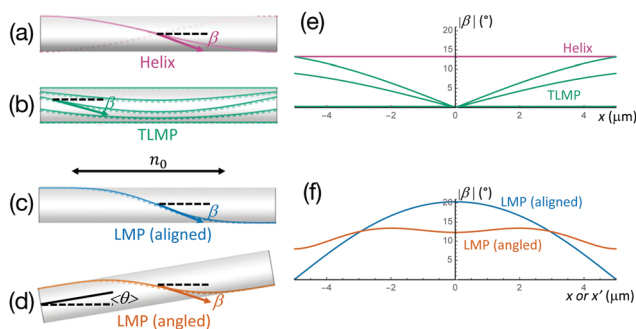 (a)
β
Helix
(b)
β
TLMP
n0
(c)
β
LMP (aligned)
(d)
<θ>
β
LMP (angled)
(e)
|β| (°)
20
15
10
5
Helix
TLMP
-4
-2
0
2
4
x (μm)
(f)
|β| (°)
20
15
10
5
LMP (aligned)
LMP (angled)
-4
-2
0
2
4
x or x′ (μm)